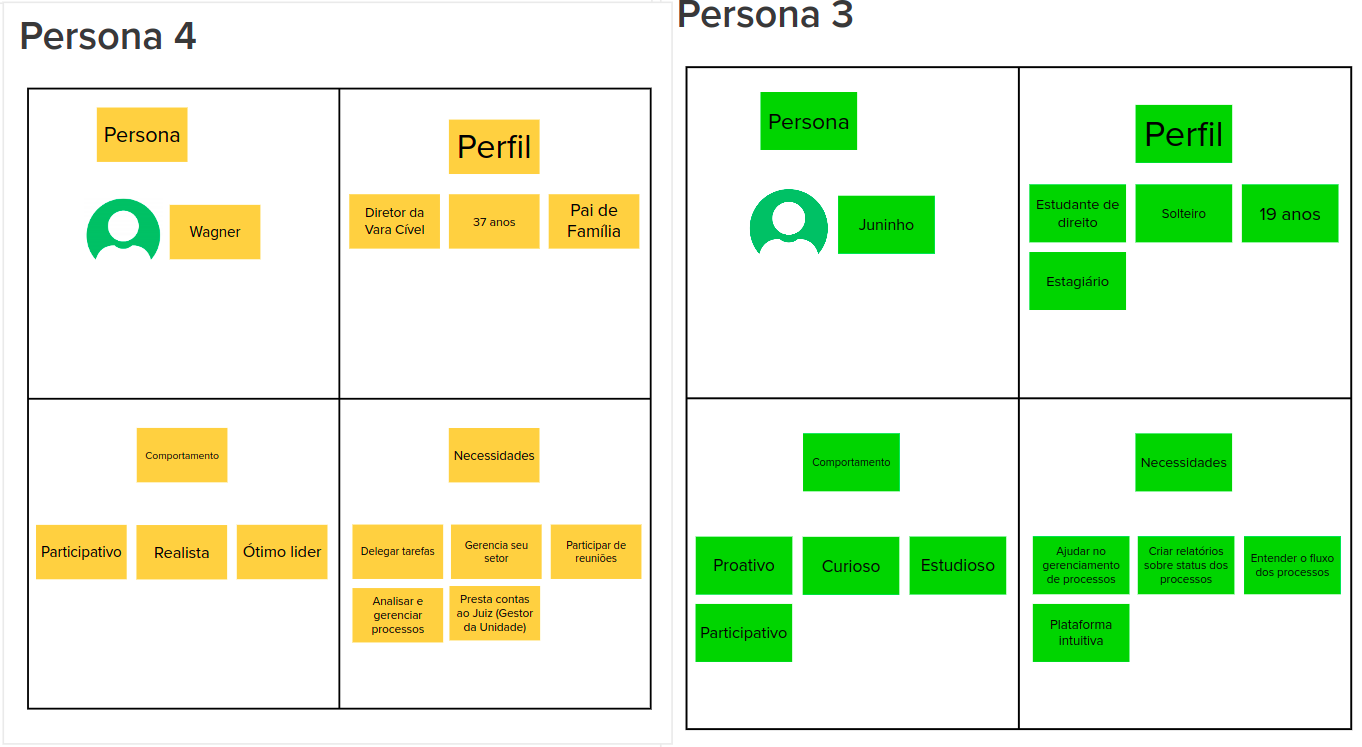 Persona 4
Persona
Wagner
Perfil
Diretor da
Vara Cível
37 anos
Pai de
Família
Comportamento
Participativo
Realista
Ótimo lider
Necessidades
Delegar tarefas
Gerencia seu
setor
Participar de
reuniões
Analisar e
gerenciar
processos
Presta contas
ao Juiz (Gestor
da Unidade)
Persona 3
Persona
Juninho
Perfil
Estudante de
direito
Solteiro
19 anos
Estagiário
Comportamento
Proativo
Curioso
Estudioso
Participativo
Necessidades
Ajudar no
gerenciamento
de processos
Criar relatórios
sobre status dos
processos
Entender o fluxo
dos processos
Plataforma
intuitiva